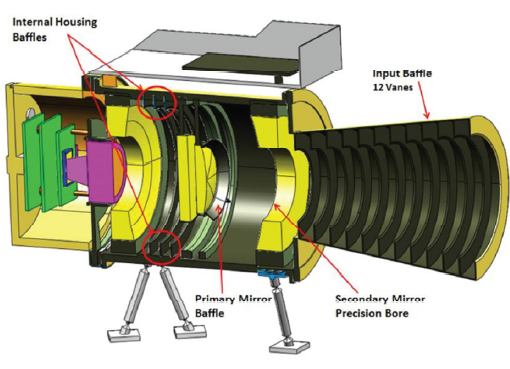 Internal Housing
Baffles
Input Baffle
12 Vanes
Primary Mirror
Baffle
Secondary Mirror
Precision Bore